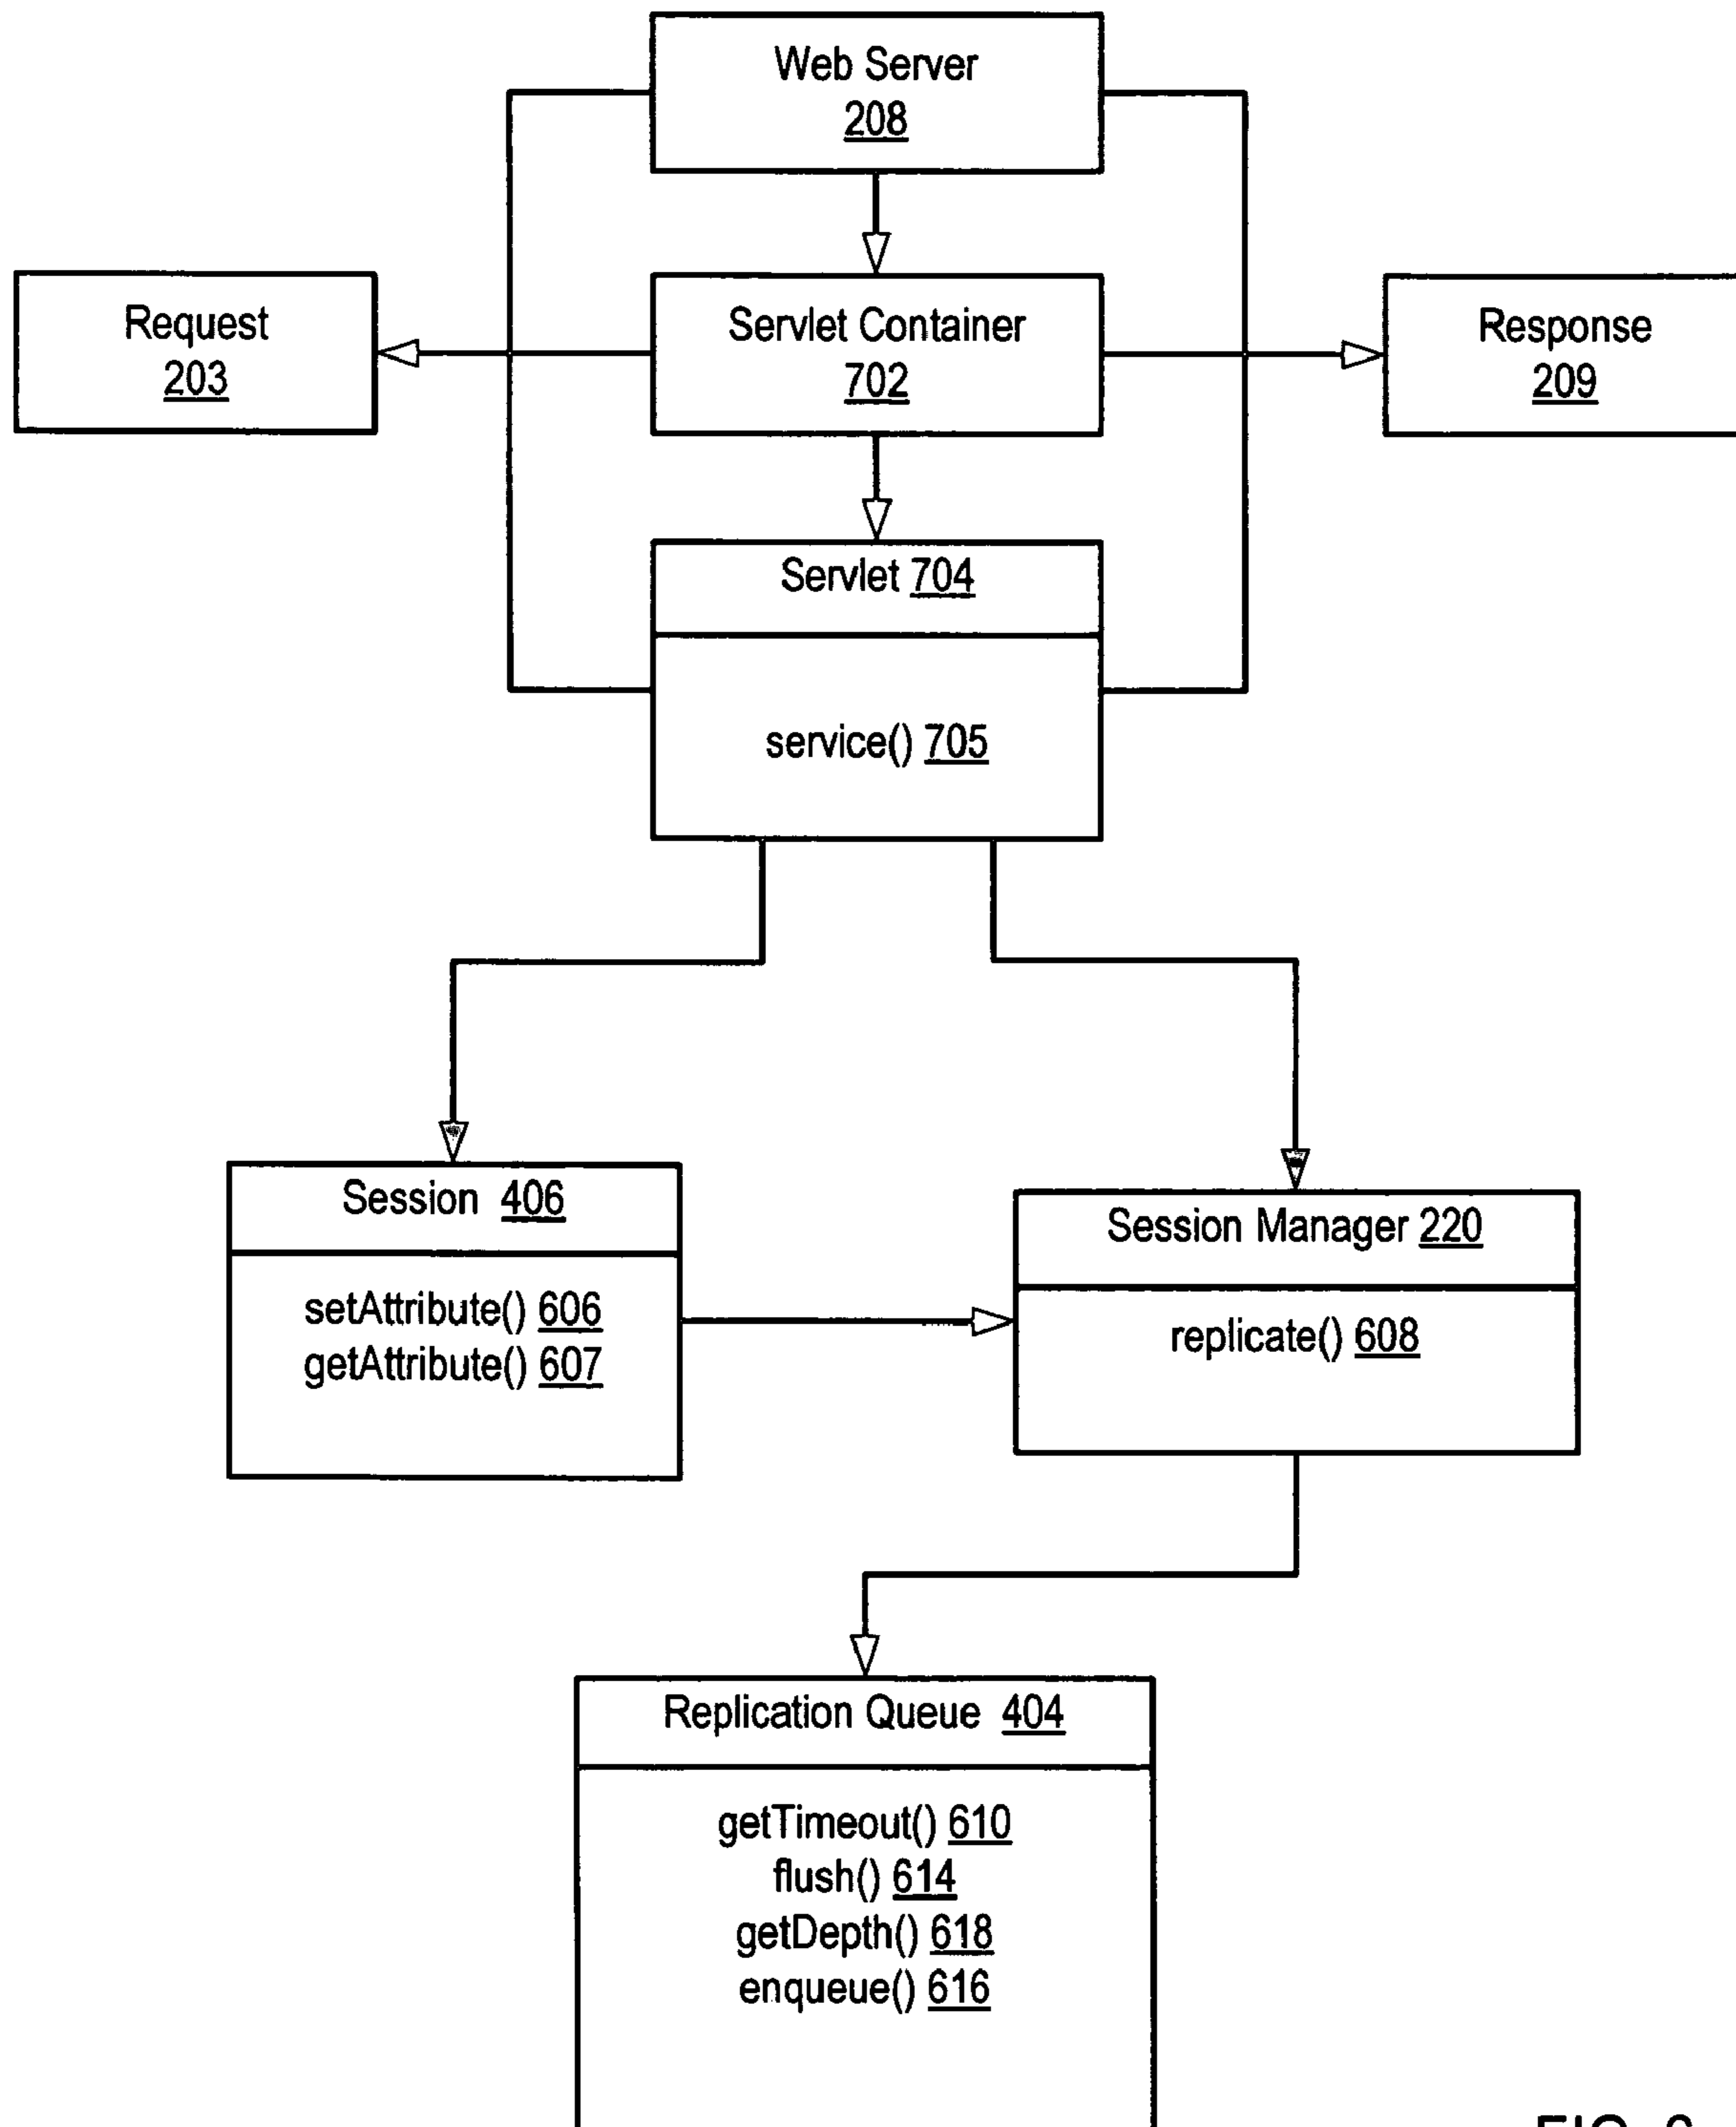 Web Server
208
Request
203
Servlet Container
702
Response
209
Servlet 704
service() 705
Session 406
setAttribute() 606
getAttribute() 607
Session Manager 220
replicate() 608
Replication Queue 404
getTimeout() 610
flush() 614
getDepth() 618
enqueue() 616